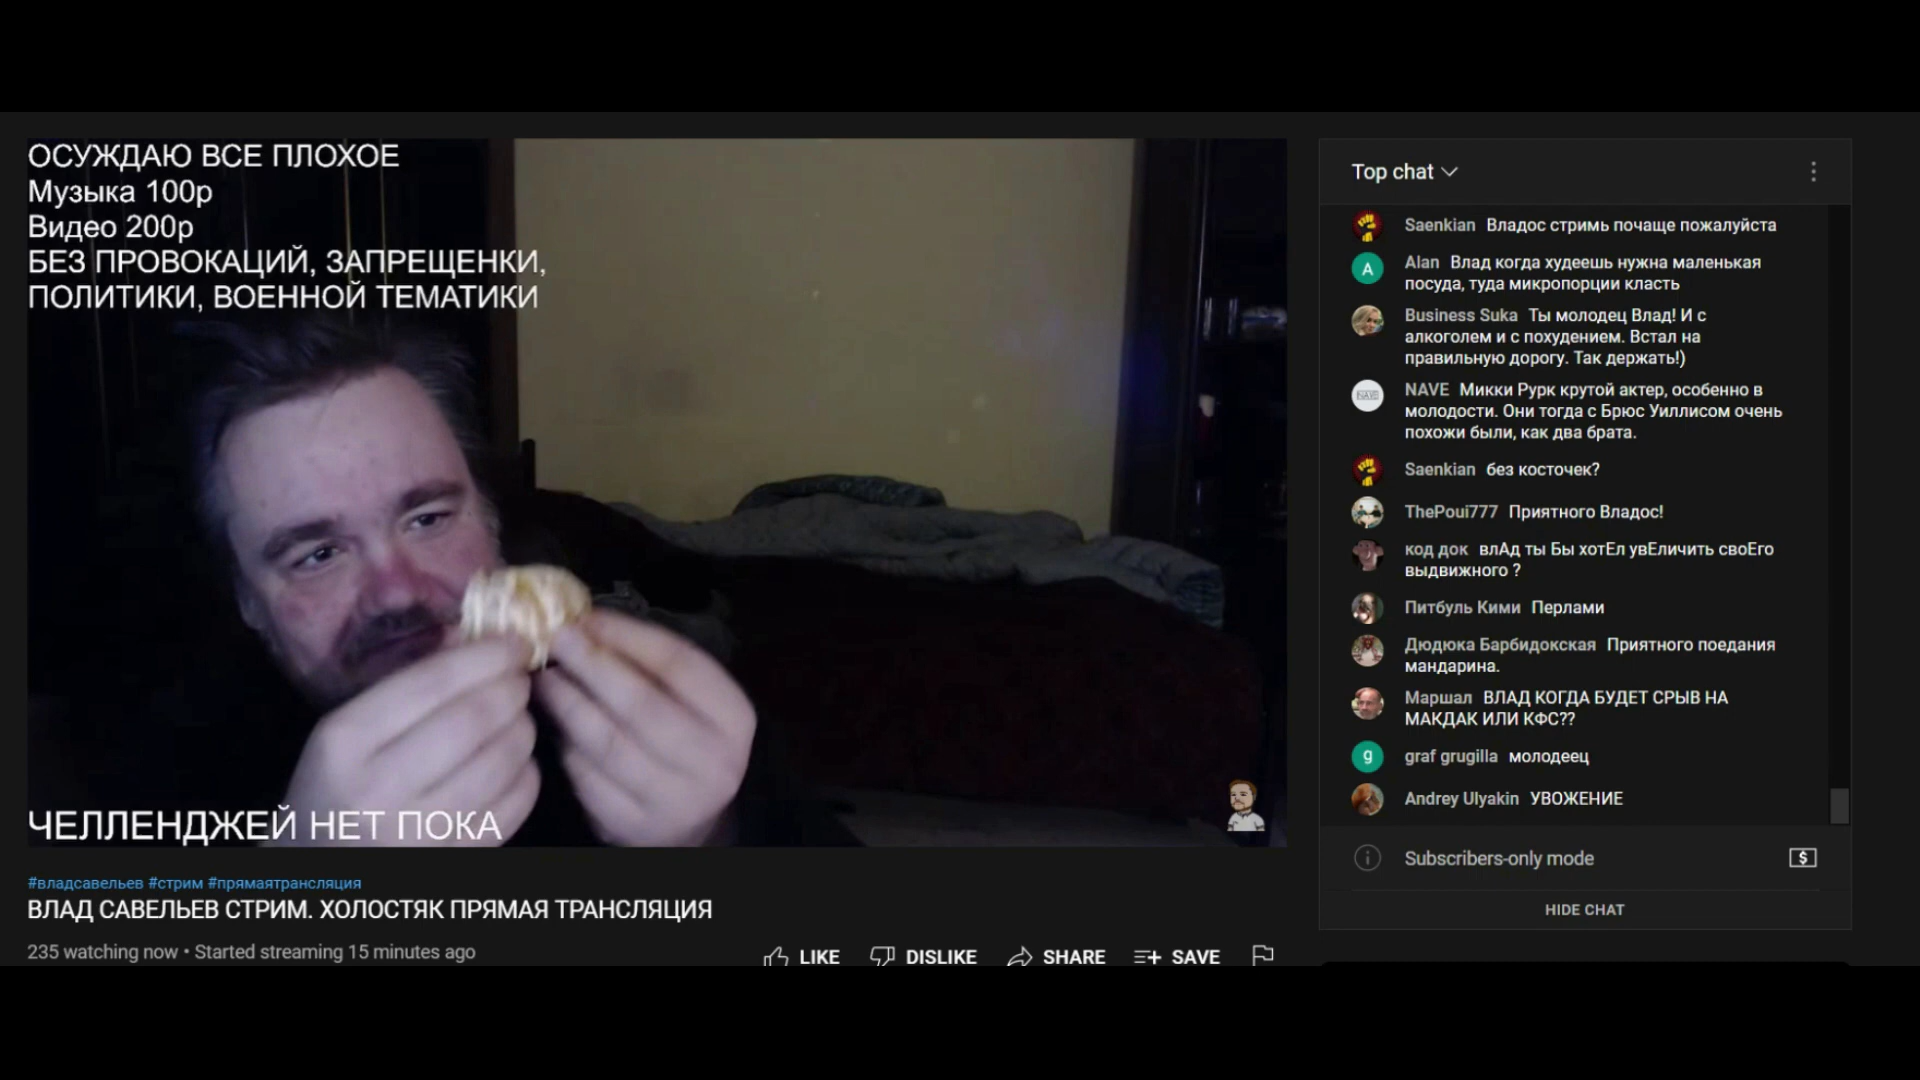 ОСУЖДАЮ ВСЕ ПЛОХОЕ
Музыка 100р
Видео 200р
БЕЗ ПРОВОКАЦИЙ, ЗАПРЕЩЕНКИ,
ПОЛИТИКИ, ВОЕННОЙ ТЕМАТИКИ
ЧЕЛЛЕНДЖЕЙ НЕТ ПОКА
#владсавельев #стрим #прямаятрансляция
ВЛАД САВЕЛЬЕВ СТРИМ. ХОЛОСТЯК ПРЯМАЯ ТРАНСЛЯЦИЯ
235 watching now • Started streaming 15 minutes ago
LIKE DISLIKE SHARE SAVE
Top chat
Saenkian Владос стримь почаще пожалуйста
A
Alan Влад когда худеешь нужна маленькая
посуда, туда микропорции класть
Business Suka Ты молодец Влад! И с
алкоголем и с похудением. Встал на
правильную дорогу. Так держать!)
NAVE Микки Рурк крутой актер, особенно в
молодости. Они тогда с Брюс Уиллисом очень
похожи были, как два брата.
Saenkian без косточек?
ThePoui777 Приятного Владос!
код док влАд ты Бы хотЕл увЕличить своЕго
выдвижного ?
Питбуль Кими Перлами
Дюдюка Барбидокская Приятного поедания
мандарина.
Маршал ВЛАД КОГДА БУДЕТ СРЫВ НА
МАКДАК ИЛИ КФС??
g
graf grugilla молодеец
Andrey Ulyakin УВОЖЕНИЕ
Subscribers-only mode
$
HIDE CHAT